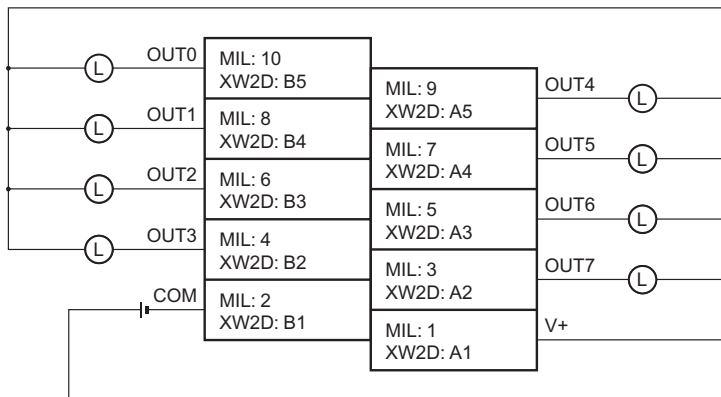 L OUT0 MIL: 10
XW2D: B5
MIL: 9 OUT4 L
XW2D: A5
L OUT1 MIL: 8
XW2D: B4
MIL: 7 OUT5 L
XW2D: A4
L OUT2 MIL: 6
XW2D: B3
MIL: 5 OUT6 L
XW2D: A3
L OUT3 MIL: 4
XW2D: B2
MIL: 3 OUT7 L
XW2D: A2
COM MIL: 2
XW2D: B1
MIL: 1 V+
XW2D: A1